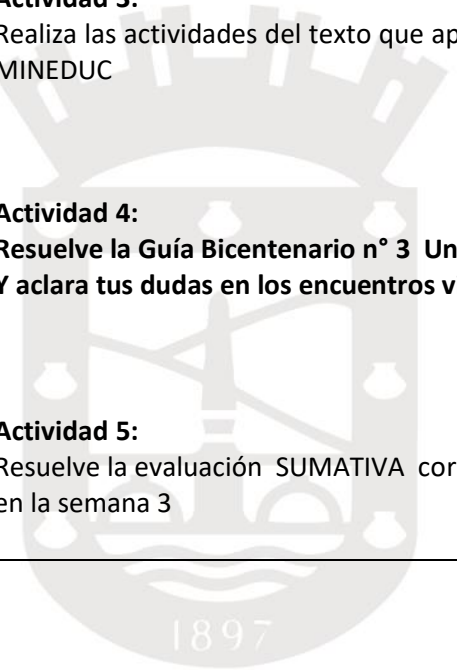 Actividad 3:
Realiza las actividades del texto que ap
MINEDUC
Actividad 4:
Resuelve la Guía Bicentenario n° 3 Un
Y aclara tus dudas en los encuentros vi
Actividad 5:
Resuelve la evaluación SUMATIVA cor
en la semana 3
1897